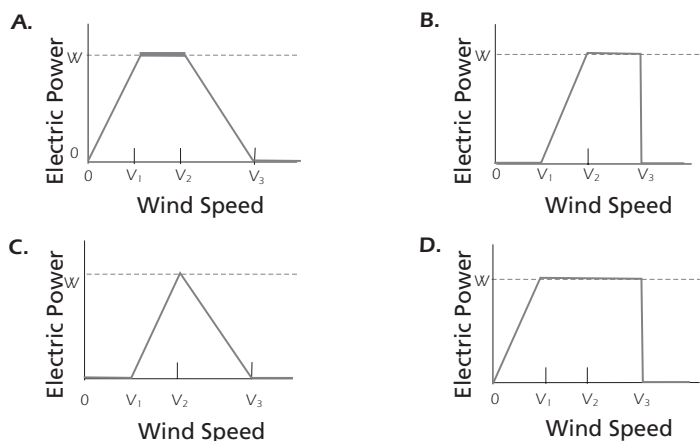 A.
Electric Power
W
0
0
V1
V2
V3
Wind Speed
B.
Electric Power
W
0
V1
V2
V3
Wind Speed
C.
Electric Power
W
0
V1
V2
V3
Wind Speed
D.
Electric Power
W
0
V1
V2
V3
Wind Speed